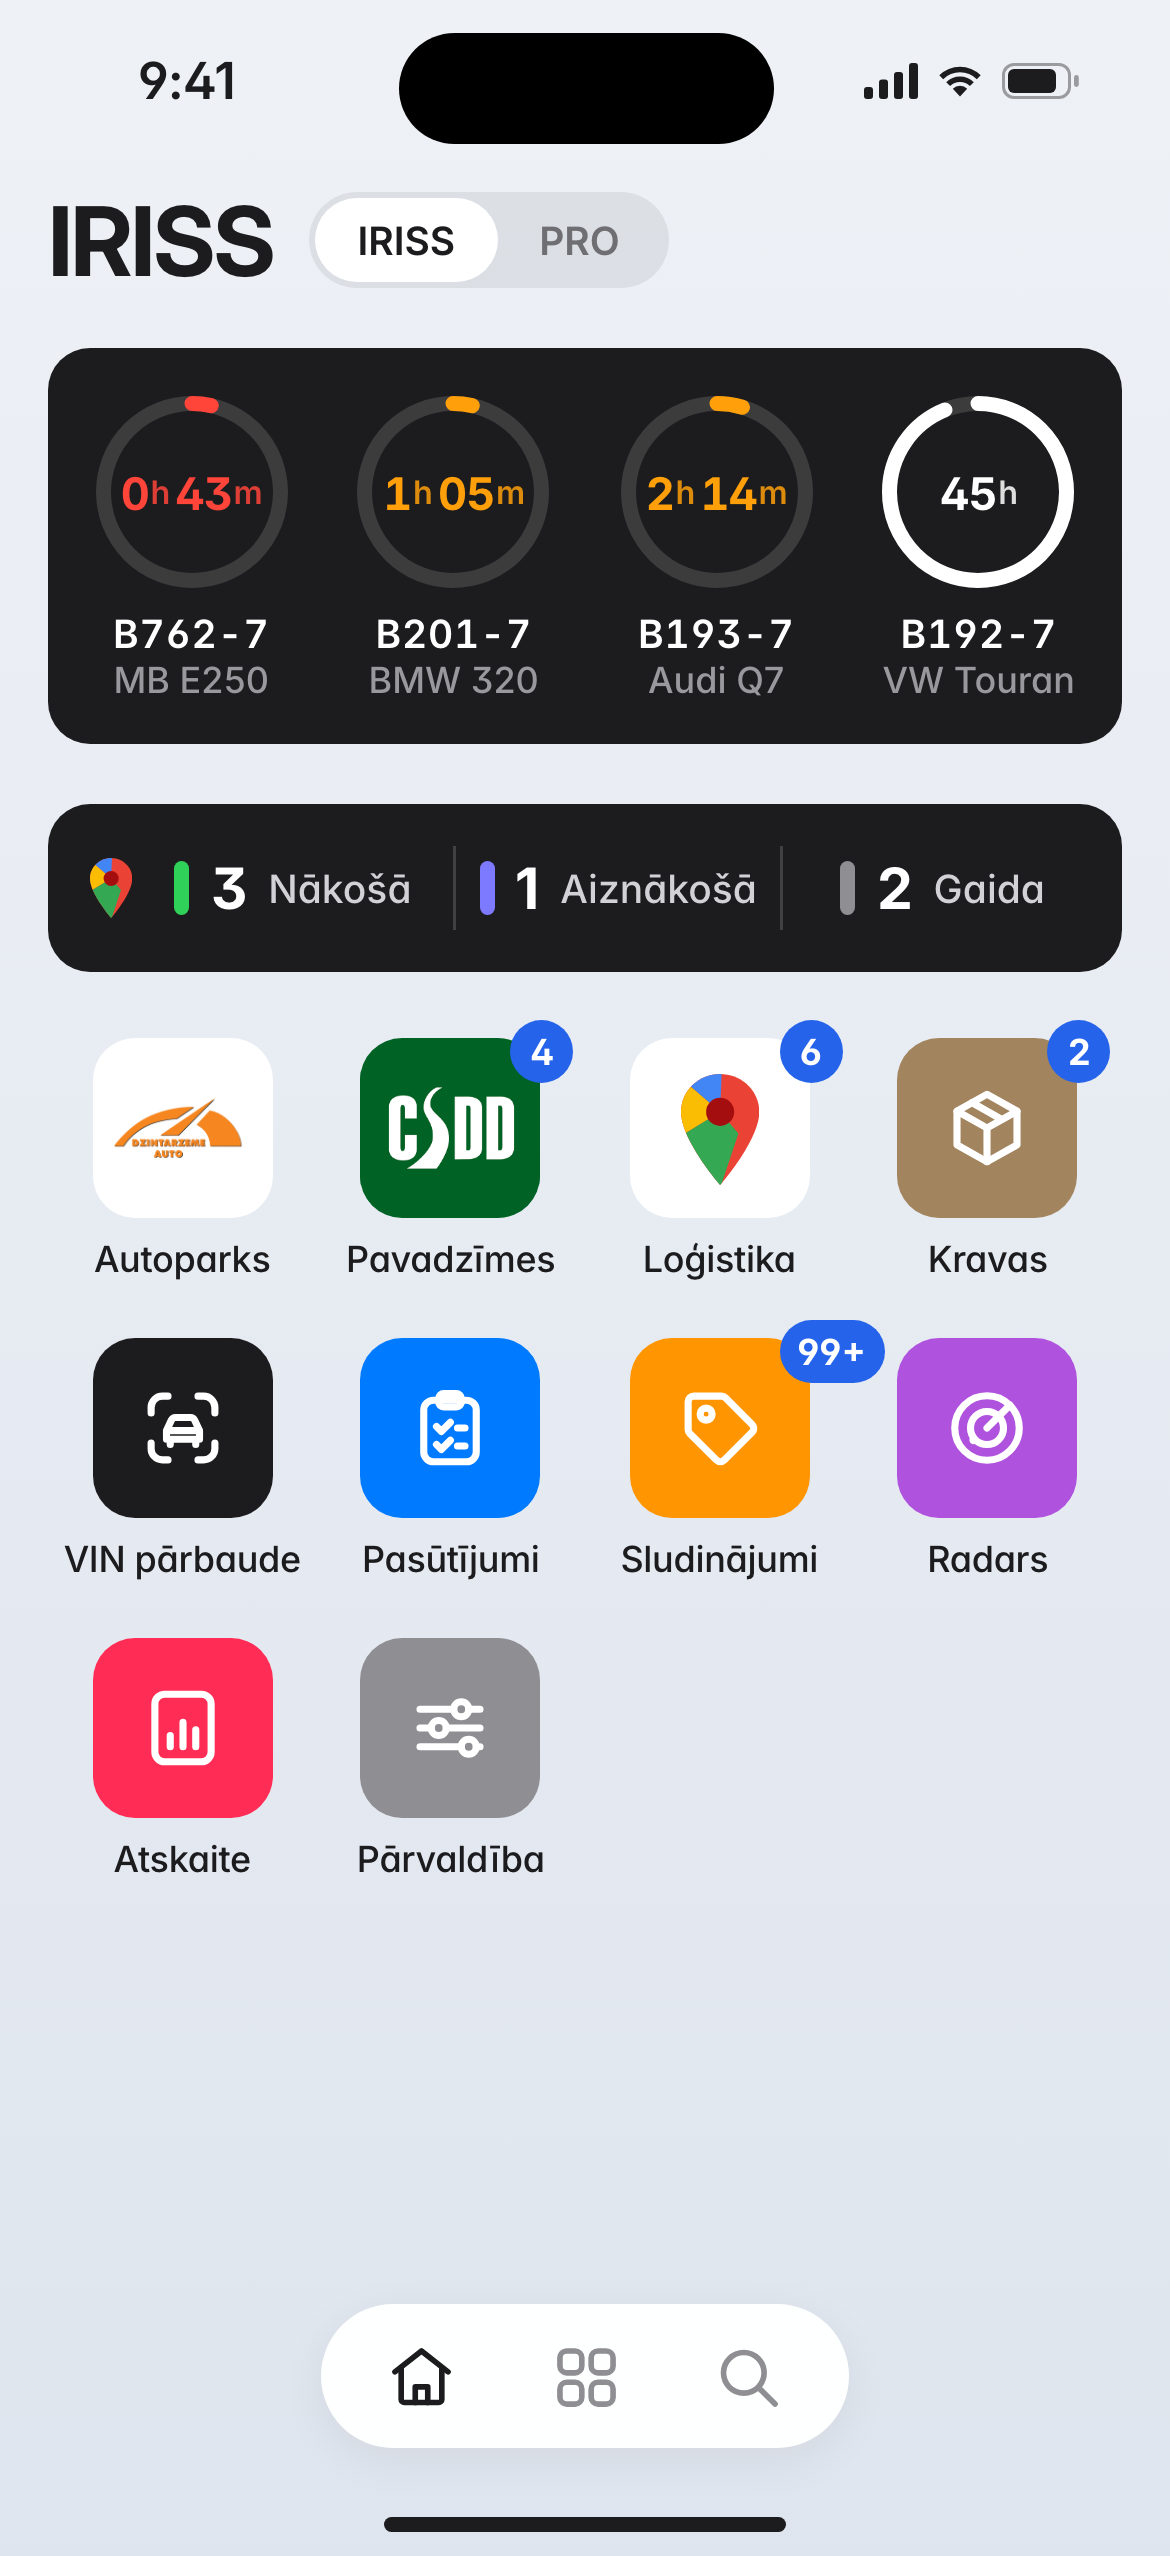 9:41
IRISS
IRISS PRO
0h 43m 1h 05m 2h 14m 45h
B762-7 B201-7 B193-7 B192-7
MB E250 BMW 320 Audi Q7 VW Touran
3 Nākošā 1 Aiznākošā 2 Gaida
4 6 2
DZINTARZEME
AUTO
CSDD
Autoparks Pavadzīmes Loģistika Kravas
99+
VIN pārbaude Pasūtījumi Sludinājumi Radars
Atskaite Pārvaldība